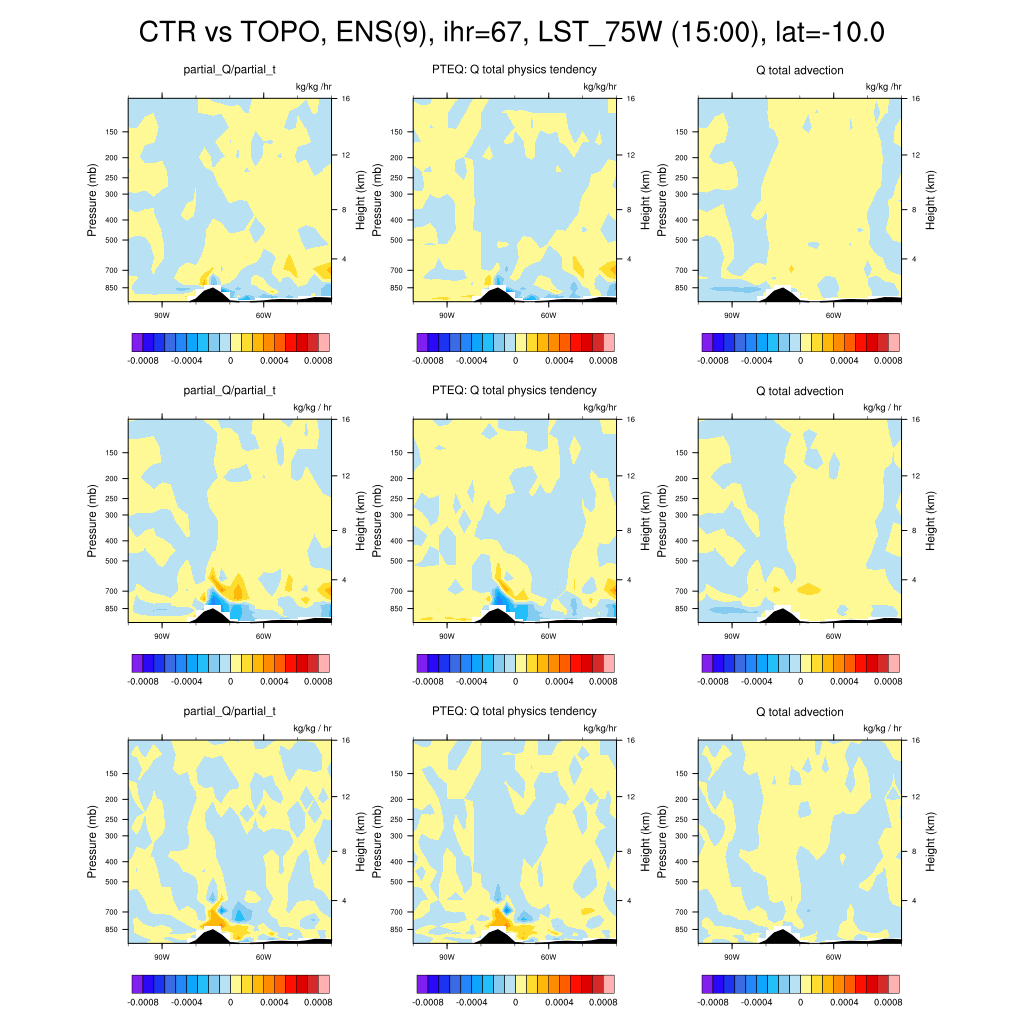 CTR vs TOPO, ENS(9), ihr=67, LST_75W (15:00), lat=-10.0
partial_Q/partial_t PTEQ: Q total physics tendency Q total advection
kg/kg /hr kg/kg/hr kg/kg /hr
16 16 16
150 150 150
12 12 12
200 200 200
250 250 250
300 300 300
8 8 8
400 400 400
500 500 500
4 4 4
700 700 700
850 850 850
Pressure (mb) Height (km) Pressure (mb) Height (km) Pressure (mb) Height (km)
90W 60W 90W 60W 90W 60W
-0.0008 -0.0004 0 0.0004 0.0008 -0.0008 -0.0004 0 0.0004 0.0008 -0.0008 -0.0004 0 0.0004 0.0008
partial_Q/partial_t PTEQ: Q total physics tendency Q total advection
kg/kg / hr kg/kg/hr kg/kg / hr
16 16 16
150 150 150
12 12 12
200 200 200
250 250 250
300 300 300
8 8 8
400 400 400
500 500 500
4 4 4
700 700 700
850 850 850
Pressure (mb) Height (km) Pressure (mb) Height (km) Pressure (mb) Height (km)
90W 60W 90W 60W 90W 60W
-0.0008 -0.0004 0 0.0004 0.0008 -0.0008 -0.0004 0 0.0004 0.0008 -0.0008 -0.0004 0 0.0004 0.0008
partial_Q/partial_t PTEQ: Q total physics tendency Q total advection
kg/kg / hr kg/kg/hr kg/kg / hr
16 16 16
150 150 150
12 12 12
200 200 200
250 250 250
300 300 300
8 8 8
400 400 400
500 500 500
4 4 4
700 700 700
850 850 850
Pressure (mb) Height (km) Pressure (mb) Height (km) Pressure (mb) Height (km)
90W 60W 90W 60W 90W 60W
-0.0008 -0.0004 0 0.0004 0.0008 -0.0008 -0.0004 0 0.0004 0.0008 -0.0008 -0.0004 0 0.0004 0.0008